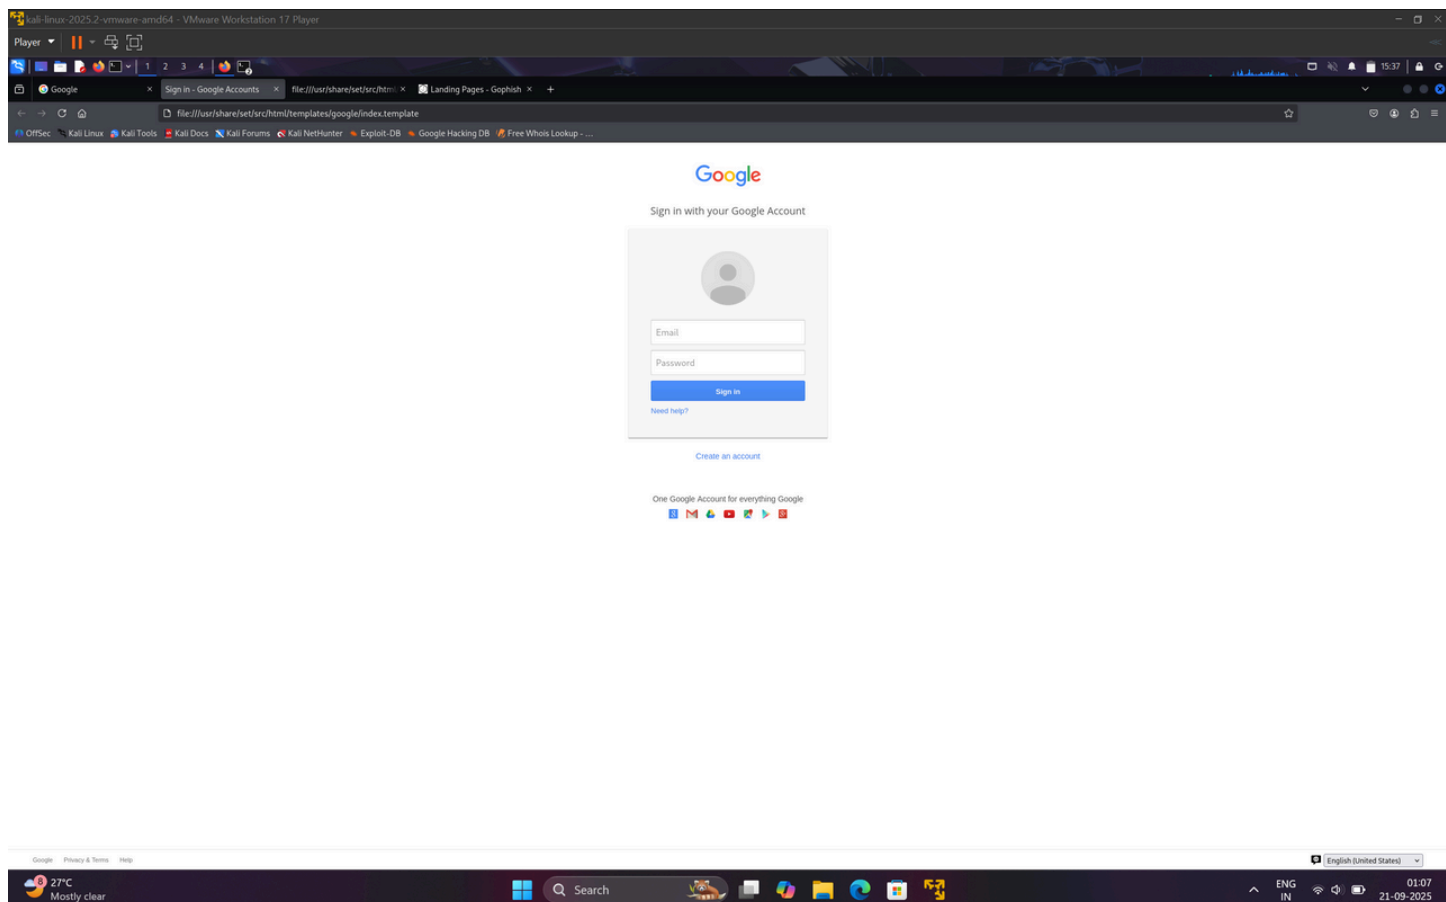 kali-linux-2025.2-vmware-amd64 - VMware Workstation 17 Player
Player
1 2 3 4 15:37
Google Sign in - Google Accounts file:///usr/share/set/src/html Landing Pages - Gophish
file:///usr/share/set/src/html/templates/google/index.template
OffSec Kali Linux Kali Tools Kali Docs Kali Forums Kali NetHunter Exploit-DB Google Hacking DB Free Whois Lookup - ...
Google
Sign in with your Google Account
Email
Password
Sign in
Need help?
Create an account
One Google Account for everything Google
Google Privacy & Terms Help English (United States)
8 27°C Search ENG 01:07
Mostly clear IN 21-09-2025